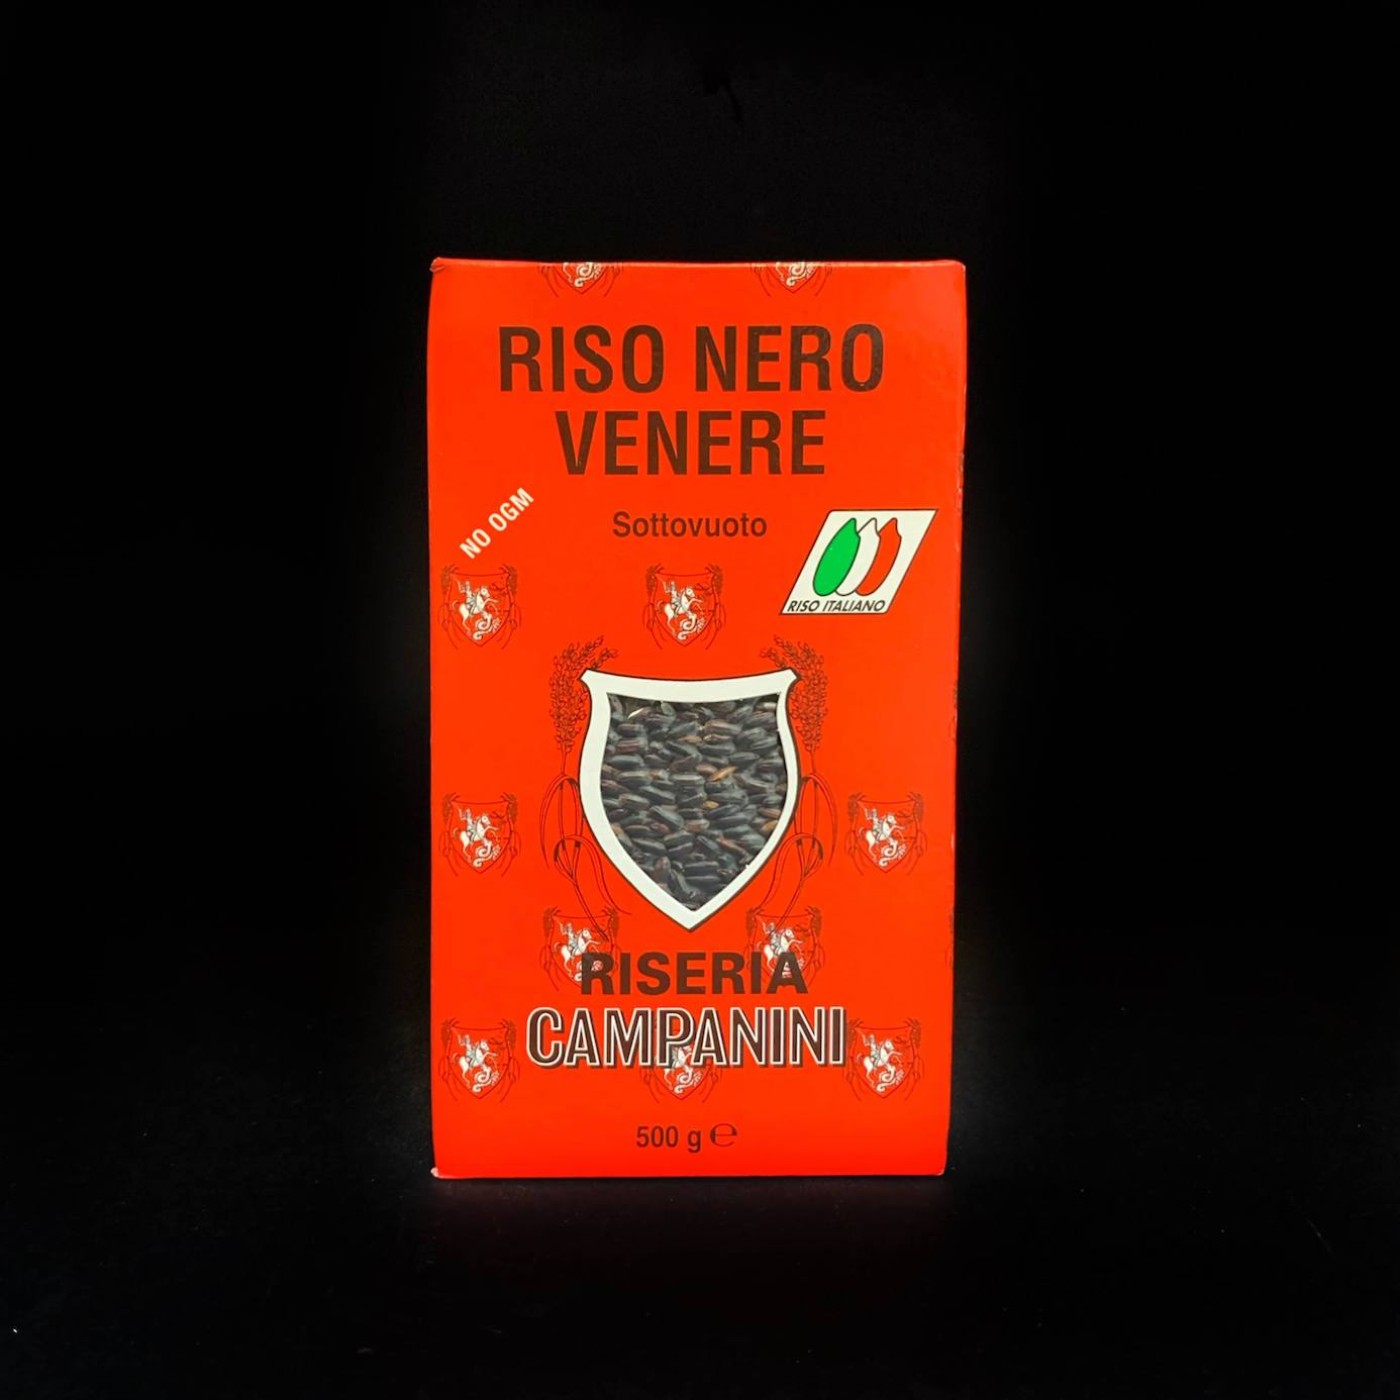 RISO NERO
VENERE
NO OGM
Sottovuoto
RISO ITALIANO
RISERIA
CAMPANINI
500 g ℮